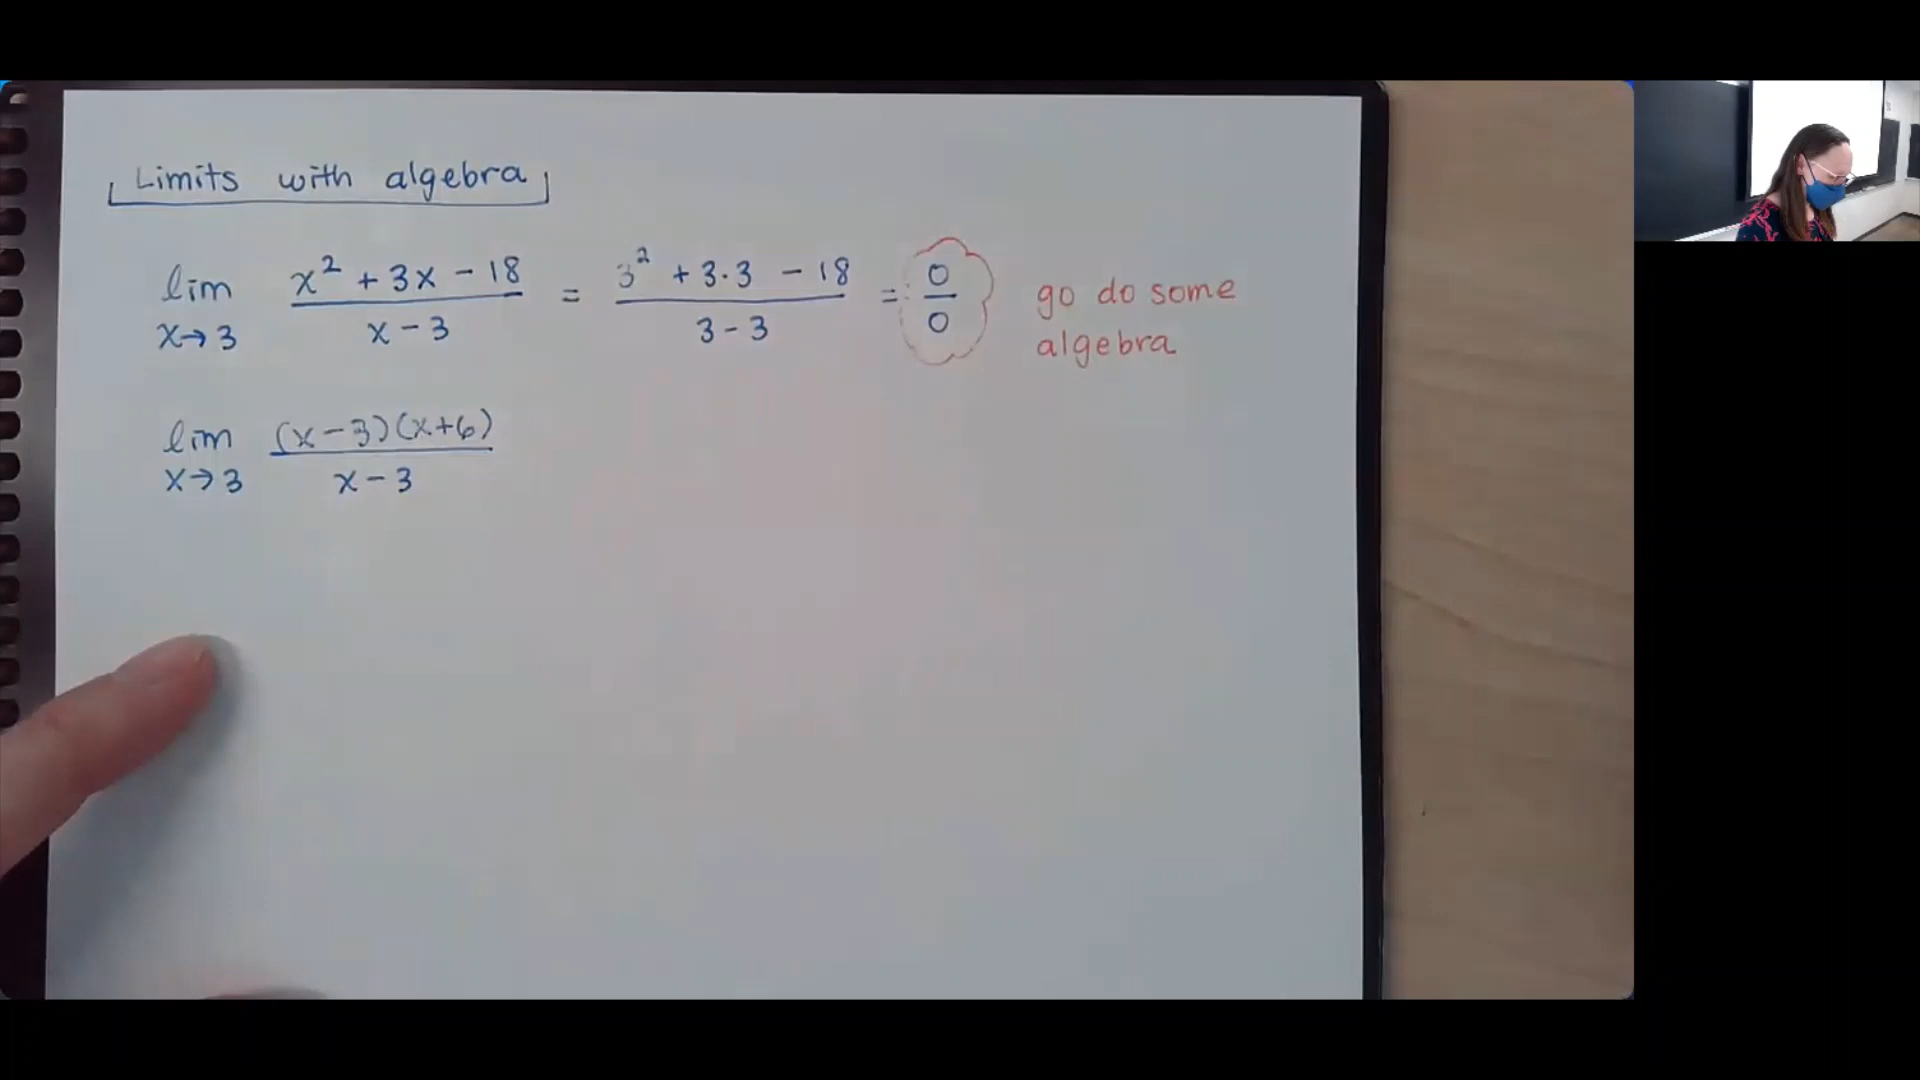 Limits with algebra
lim x→3 (x² + 3x - 18)/(x - 3) = (3² + 3·3 - 18)/(3 - 3) = 0/0 go do some
algebra
lim x→3 (x-3)(x+6)/(x-3)